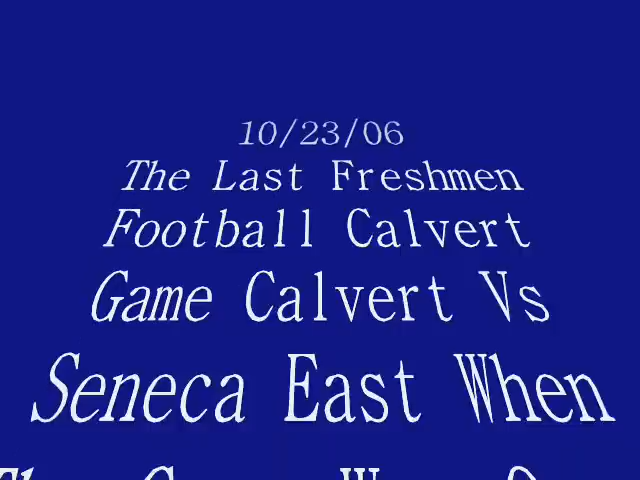 10/23/06
The Last Freshmen
Football Calvert
Game Calvert Vs
Seneca East When